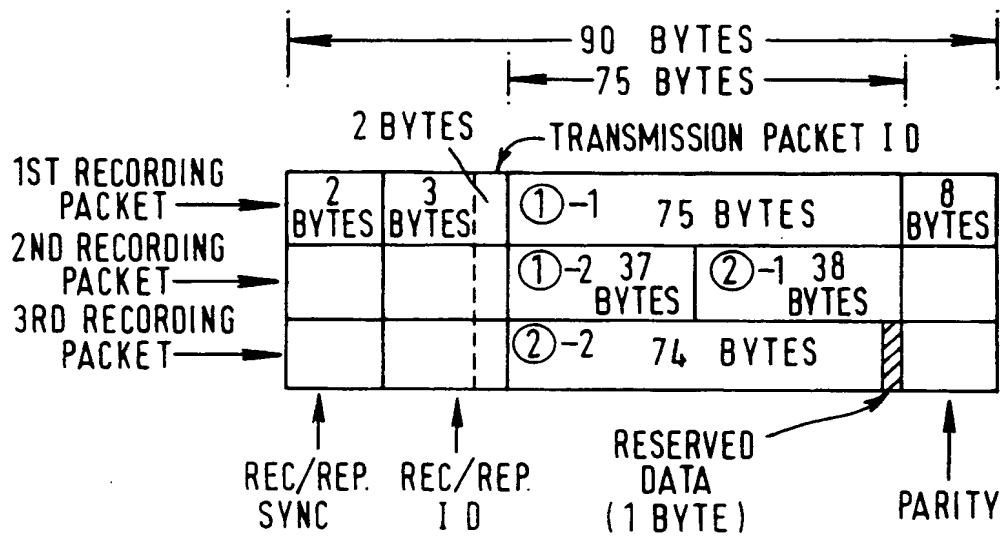 90 BYTES
75 BYTES
2 BYTES
TRANSMISSION PACKET ID
1ST RECORDING
PACKET
2
BYTES
3
BYTES
①-1
75 BYTES
8
BYTES
2ND RECORDING
PACKET
①-2 37
BYTES
②-1 38
BYTES
3RD RECORDING
PACKET
②-2
74 BYTES
REC/REP.
SYNC
REC/REP.
ID
RESERVED
DATA
(1 BYTE)
PARITY